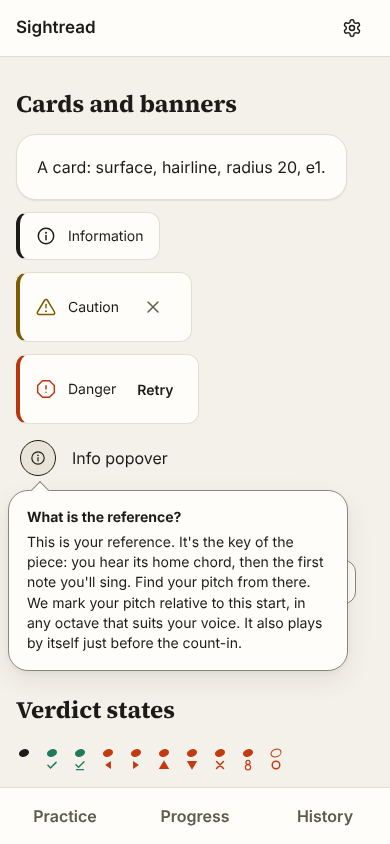 Sightread
Cards and banners
A card: surface, hairline, radius 20, e1.
Information
Caution
Danger Retry
Info popover
What is the reference?
This is your reference. It's the key of the
piece: you hear its home chord, then the first
note you'll sing. Find your pitch from there.
We mark your pitch relative to this start, in
any octave that suits your voice. It also plays
by itself just before the count-in.
Verdict states
8
Practice Progress History